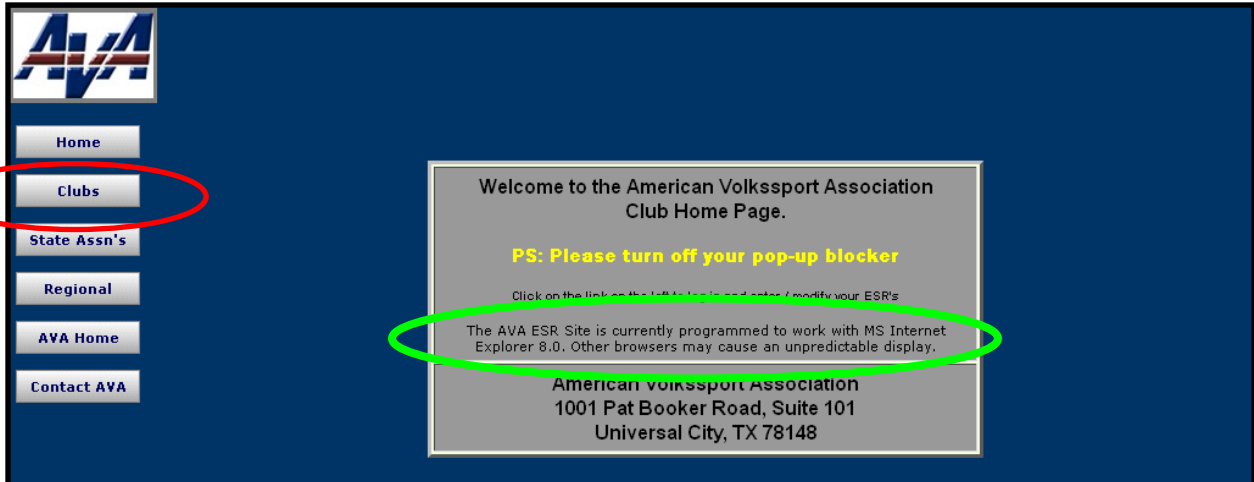 AVA
Home
Clubs
State Assn's
Regional
AVA Home
Contact AVA
Welcome to the American Volkssport Association
Club Home Page.
PS: Please turn off your pop-up blocker
Click on the link on the left to log in and enter / modify your ESR's
The AVA ESR Site is currently programmed to work with MS Internet
Explorer 8.0. Other browsers may cause an unpredictable display.
American Volkssport Association
1001 Pat Booker Road, Suite 101
Universal City, TX 78148